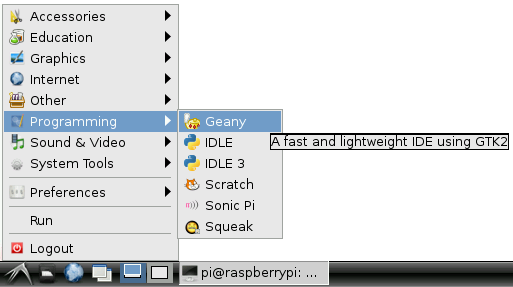 Accessories
Education
Graphics
Internet
Other
Programming
Sound & Video
System Tools
Preferences
Run
Logout
Geany
IDLE
IDLE 3
Scratch
Sonic Pi
Squeak
A fast and lightweight IDE using GTK2
pi@raspberrypi: ...